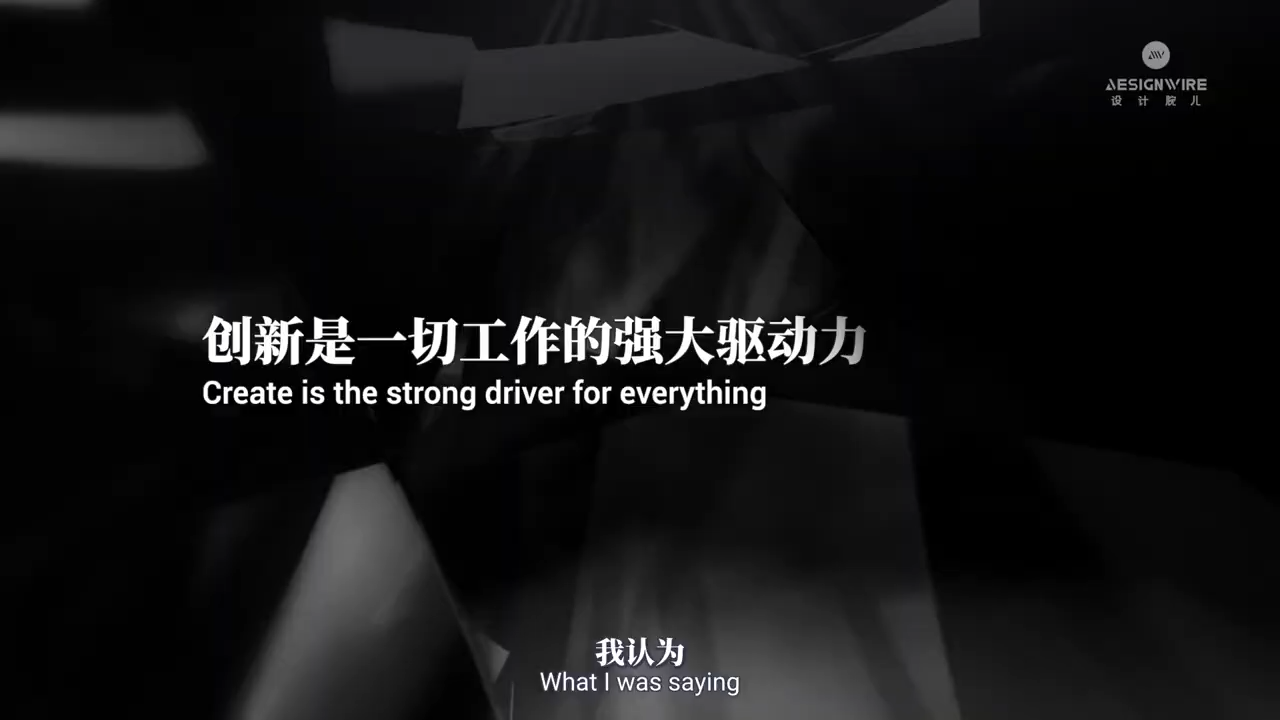 DESIGNWIRE
设计腕儿
创新是一切工作的强大驱动力
Create is the strong driver for everything
我认为
What I was saying